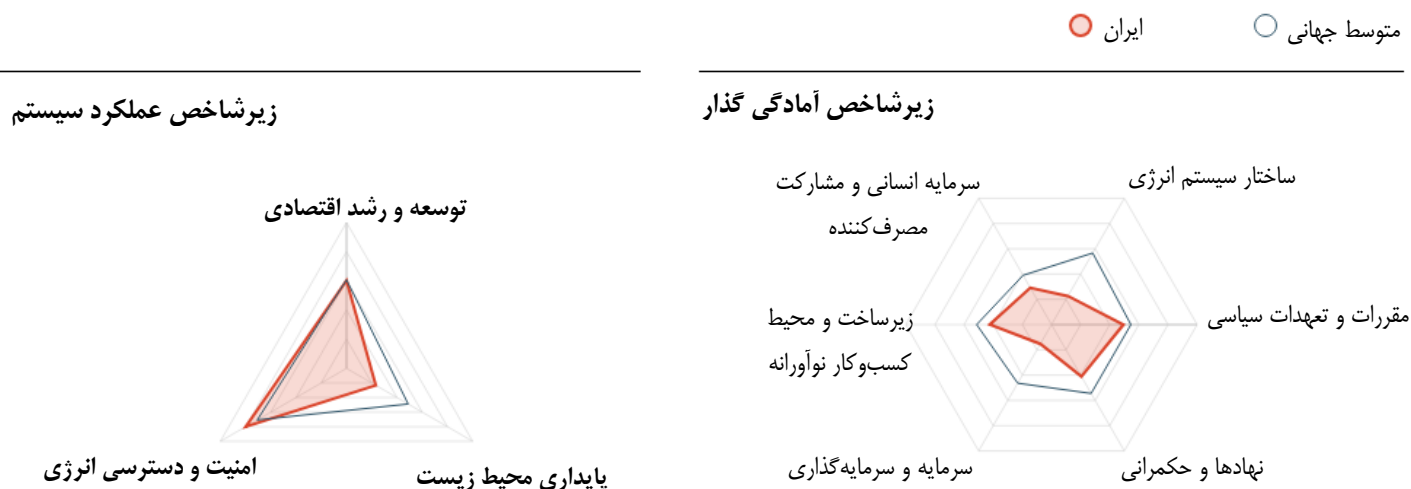 متوسط جهانی
ایران
زیرشاخص آمادگی گذار
زیرشاخص عملکرد سیستم
ساختار سیستم انرژی
سرمایه انسانی و مشارکت
مصرف‌کننده
مقررات و تعهدات سیاسی
زیرساخت و محیط
کسب‌وکار نوآورانه
نهادها و حکمرانی
سرمایه و سرمایه‌گذاری
توسعه و رشد اقتصادی
پایداری محیط زیست
امنیت و دسترسی انرژی